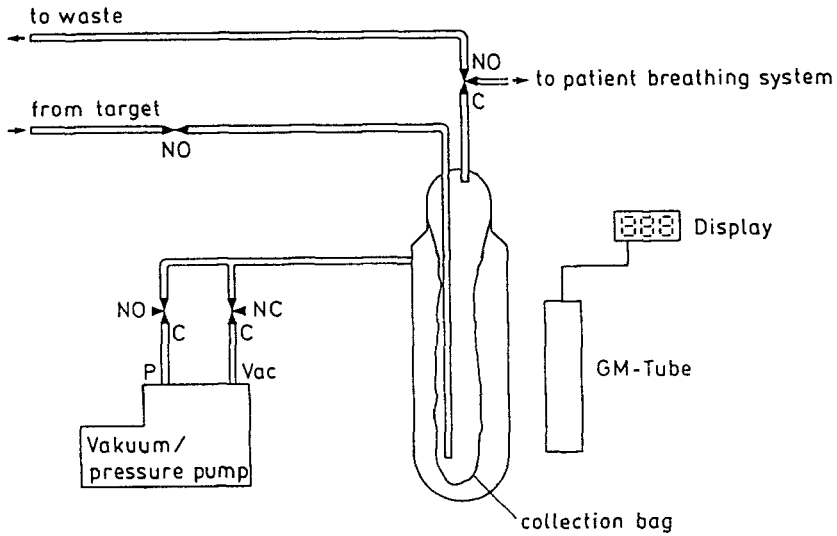 to waste
NO
to patient breathing system
C
from target
NO
888 Display
NO
NC
C
C
GM-Tube
P
Vac
Vakuum/
pressure pump
collection bag